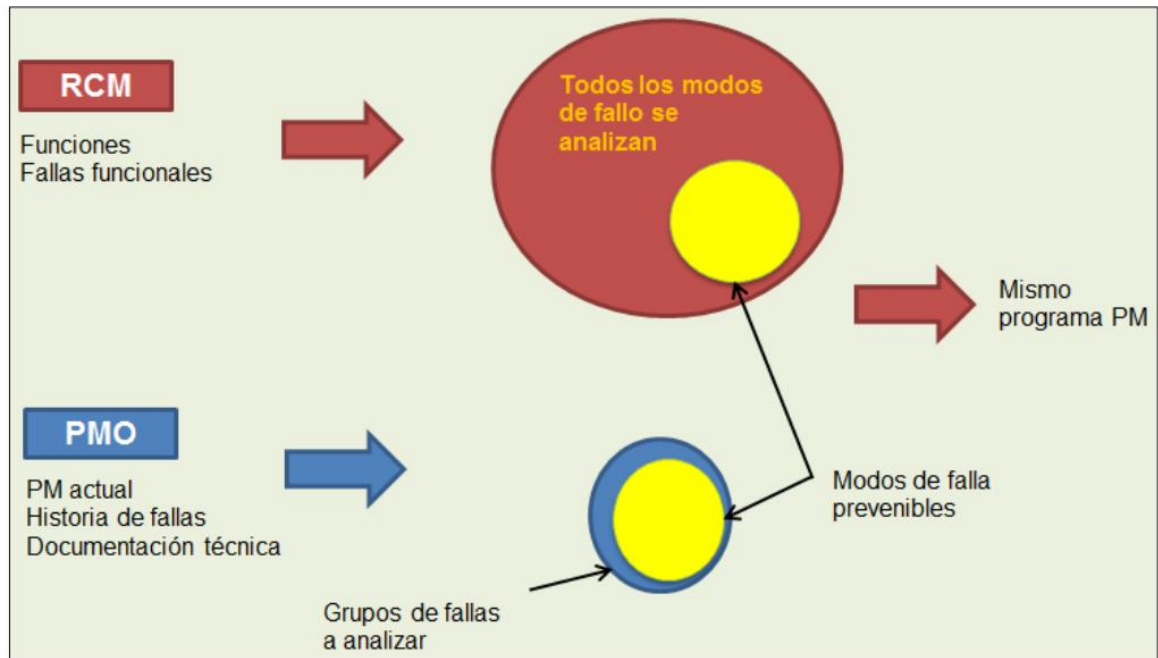 RCM
Funciones
Fallas funcionales
Todos los modos
de fallo se
analizan
Mismo
programa PM
PMO
PM actual
Historia de fallas
Documentación técnica
Modos de falla
prevenibles
Grupos de fallas
a analizar